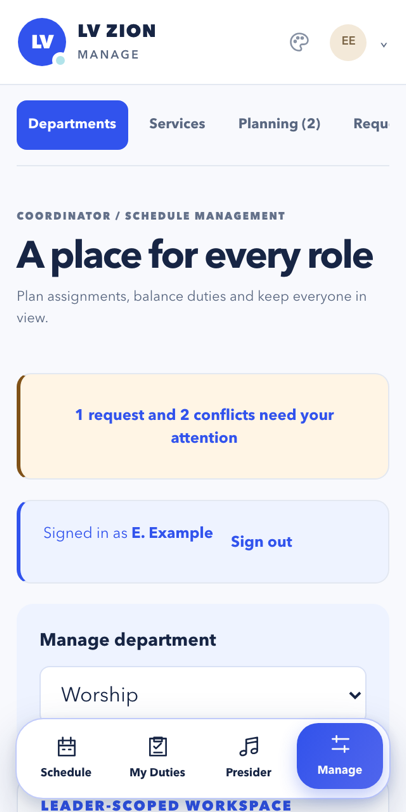 LV
LV ZION
MANAGE
EE
Departments
Services
Planning (2)
Requ
COORDINATOR / SCHEDULE MANAGEMENT
A place for every role
Plan assignments, balance duties and keep everyone in
view.
1 request and 2 conflicts need your
attention
Signed in as E. Example
Sign out
Manage department
Worship
Schedule
My Duties
Presider
Manage
LEADER-SCOPED WORKSPACE